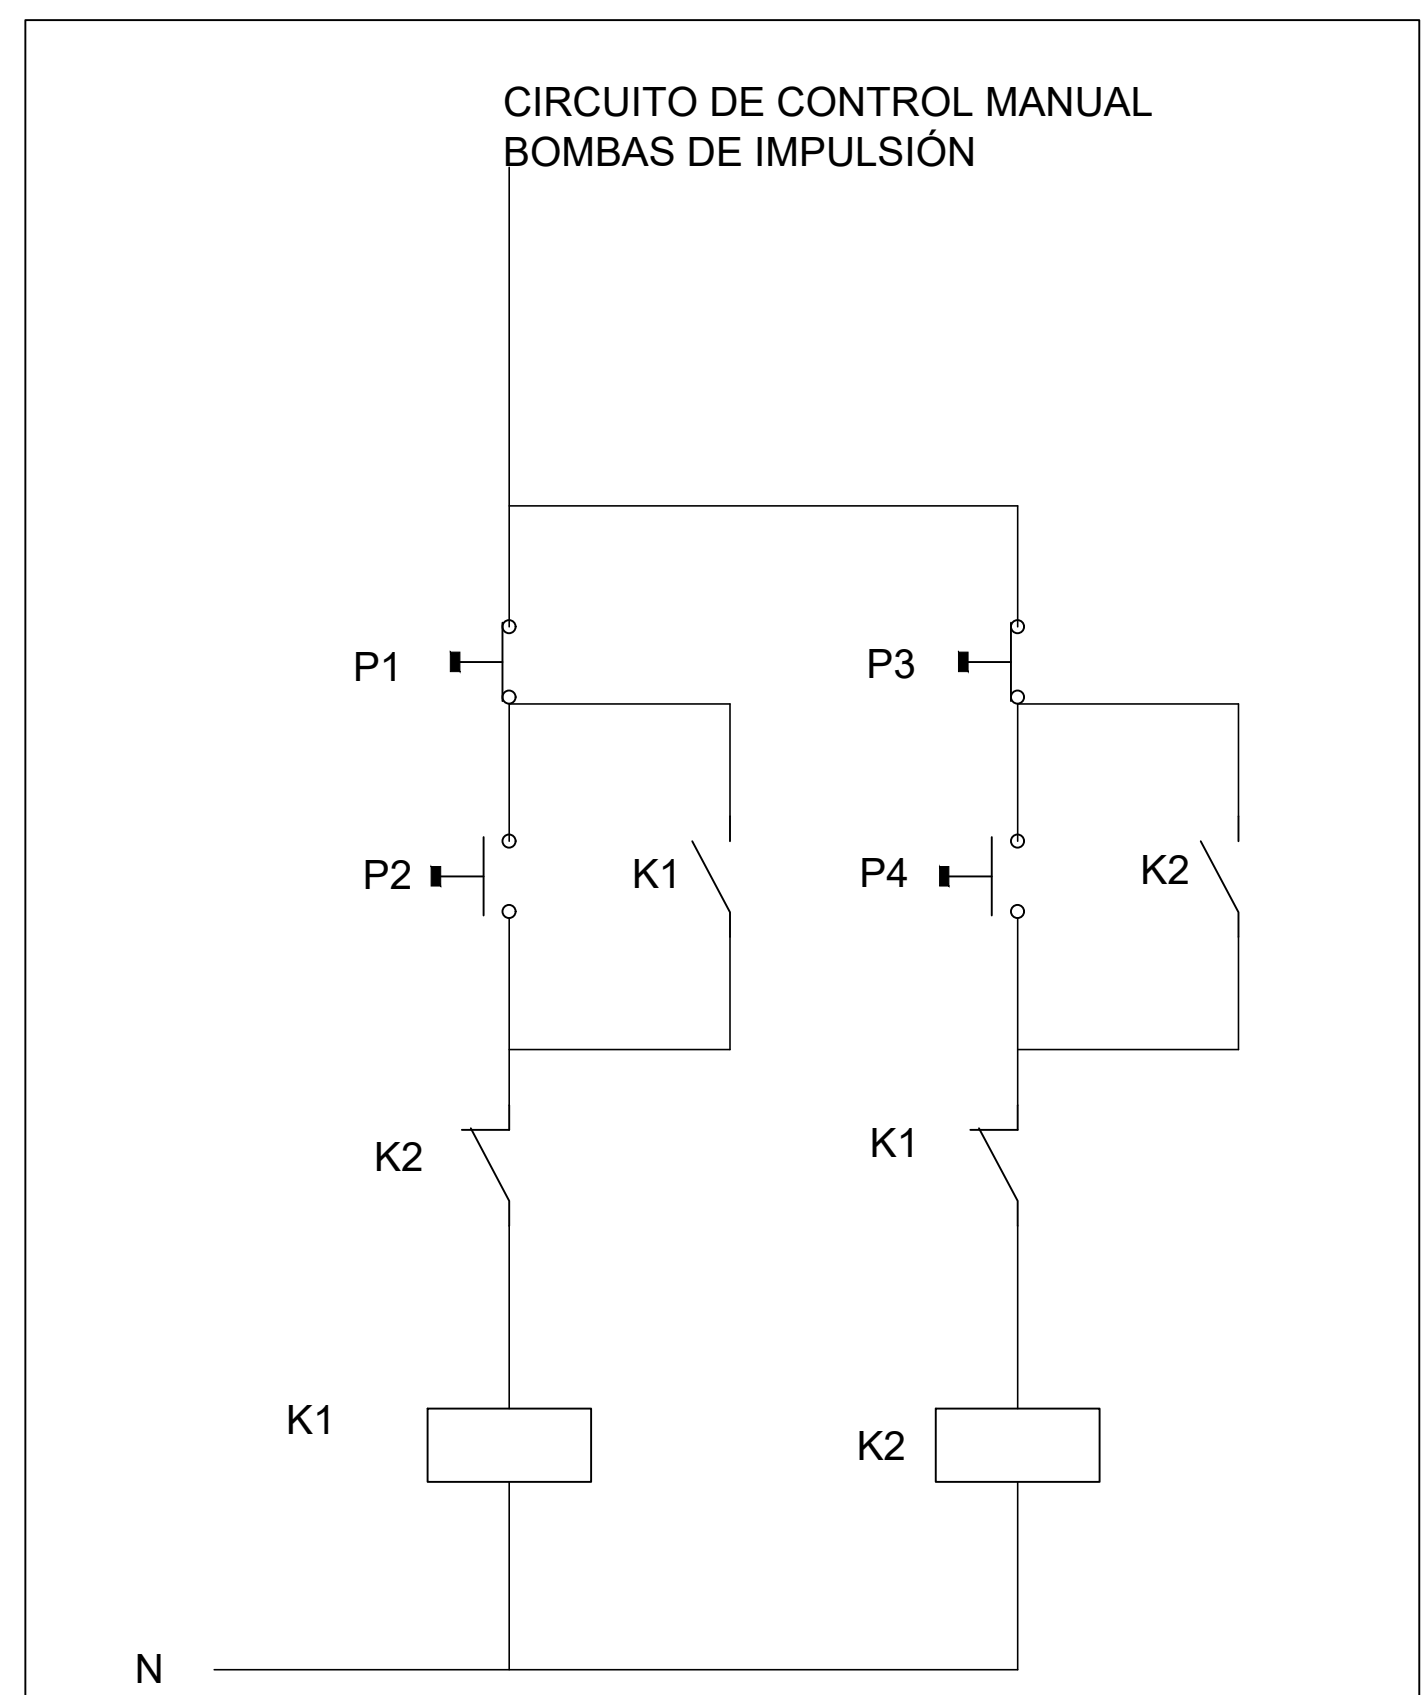 CIRCUITO DE CONTROL MANUAL
BOMBAS DE IMPULSIÓN
P1
P3
P2
K1
P4
K2
K2
K1
K1
K2
N